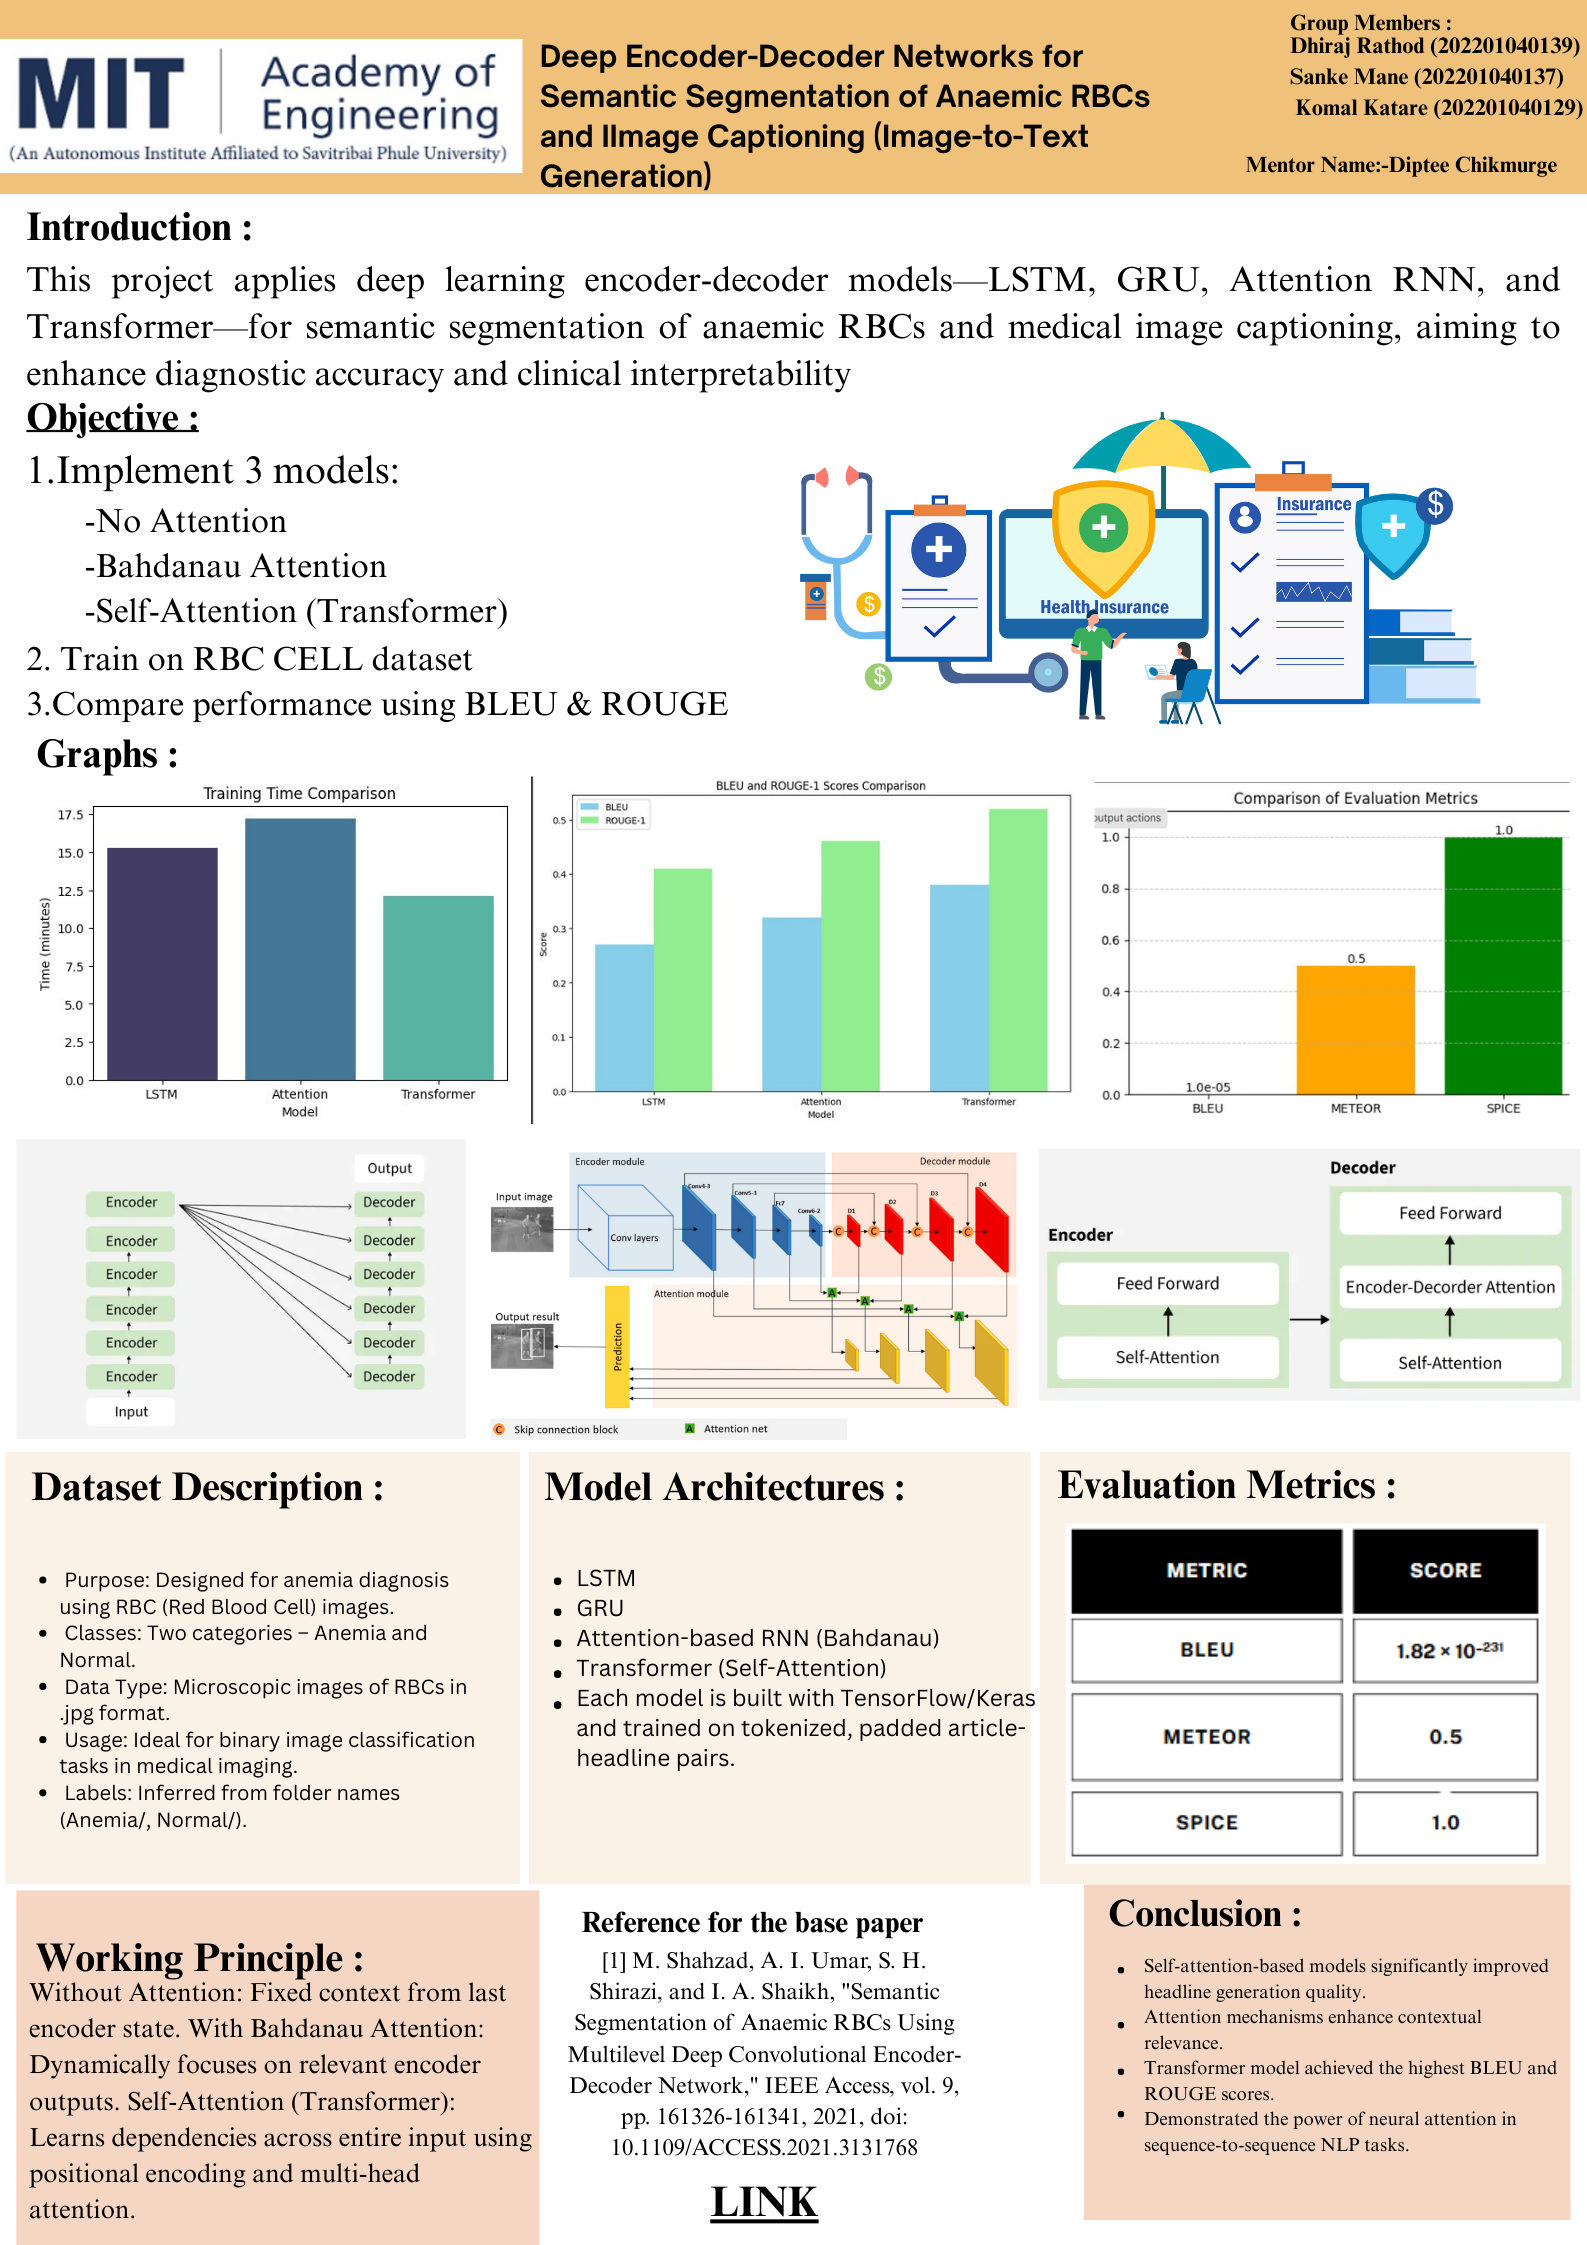 MIT
Academy of
Engineering
(An Autonomous Institute Affiliated to Savitribai Phule University)
Deep Encoder-Decoder Networks for
Semantic Segmentation of Anaemic RBCs
and IImage Captioning (Image-to-Text
Generation)
Group Members :
Dhiraj Rathod (202201040139)
Sanke Mane (202201040137)
Komal Katare (202201040129)
Mentor Name:-Diptee Chikmurge
Introduction :
This project applies deep learning encoder-decoder models—LSTM, GRU, Attention RNN, and
Transformer—for semantic segmentation of anaemic RBCs and medical image captioning, aiming to
enhance diagnostic accuracy and clinical interpretability
Objective :
1.Implement 3 models:
-No Attention
-Bahdanau Attention
-Self-Attention (Transformer)
2. Train on RBC CELL dataset
3.Compare performance using BLEU & ROUGE
Insurance
$
$
Health Insurance
$
Graphs :
Training Time Comparison
17.5
15.0
12.5
10.0
7.5
5.0
2.5
0.0
Time (minutes)
LSTM
Attention
Transformer
Model
BLEU and ROUGE-1 Scores Comparison
BLEU
ROUGE-1
0.5
0.4
0.3
0.2
0.1
0.0
Score
LSTM
Attention
Transformer
Model
Comparison of Evaluation Metrics
output actions
1.0
0.8
0.6
0.4
0.2
0.0
1.0e-05
0.5
1.0
BLEU
METEOR
SPICE
Output
Encoder
Encoder
Encoder
Encoder
Encoder
Encoder
Input
Decoder
Decoder
Decoder
Decoder
Decoder
Decoder
Encoder module
Decoder module
Input image
Conv layers
Conv4-3
Conv5-3
Fc7
Conv6-2
D1
D2
D3
D4
C
C
C
C
Attention module
A
A
A
A
Output result
Prediction
C Skip connection block
A Attention net
Encoder
Feed Forward
Self-Attention
Decoder
Feed Forward
Encoder-Decorder Attention
Self-Attention
Dataset Description :
• Purpose: Designed for anemia diagnosis
using RBC (Red Blood Cell) images.
• Classes: Two categories – Anemia and
Normal.
• Data Type: Microscopic images of RBCs in
.jpg format.
• Usage: Ideal for binary image classification
tasks in medical imaging.
• Labels: Inferred from folder names
(Anemia/, Normal/).
Model Architectures :
• LSTM
• GRU
• Attention-based RNN (Bahdanau)
• Transformer (Self-Attention)
• Each model is built with TensorFlow/Keras
and trained on tokenized, padded article-
headline pairs.
Evaluation Metrics :
METRIC SCORE
BLEU 1.82 × 10⁻²³¹
METEOR 0.5
SPICE 1.0
Working Principle :
Without Attention: Fixed context from last
encoder state. With Bahdanau Attention:
Dynamically focuses on relevant encoder
outputs. Self-Attention (Transformer):
Learns dependencies across entire input using
positional encoding and multi-head
attention.
Reference for the base paper
[1] M. Shahzad, A. I. Umar, S. H.
Shirazi, and I. A. Shaikh, "Semantic
Segmentation of Anaemic RBCs Using
Multilevel Deep Convolutional Encoder-
Decoder Network," IEEE Access, vol. 9,
pp. 161326-161341, 2021, doi:
10.1109/ACCESS.2021.3131768
LINK
Conclusion :
• Self-attention-based models significantly improved
headline generation quality.
• Attention mechanisms enhance contextual
relevance.
• Transformer model achieved the highest BLEU and
ROUGE scores.
• Demonstrated the power of neural attention in
sequence-to-sequence NLP tasks.